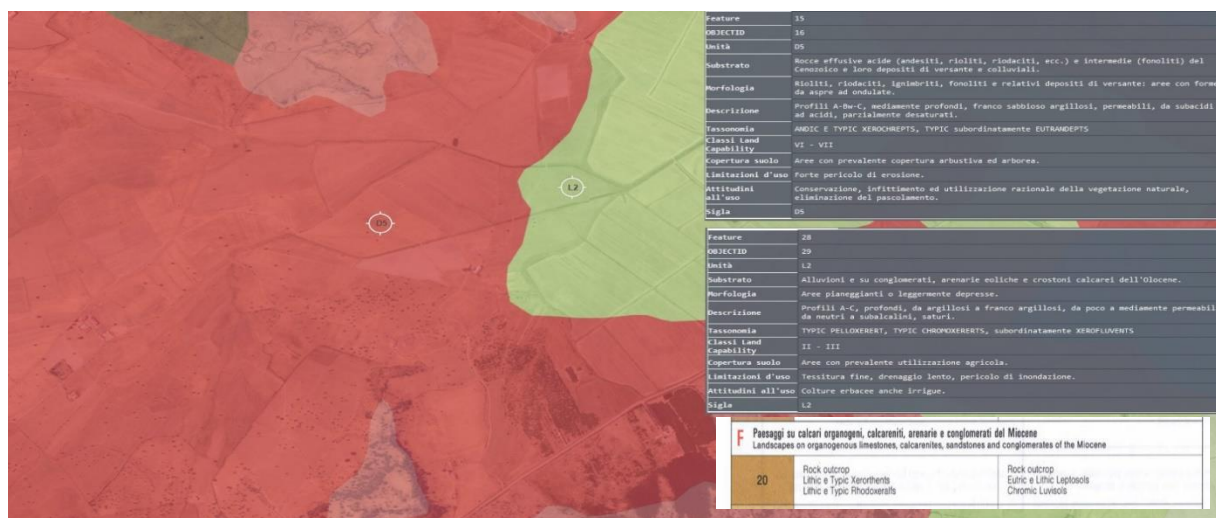 D5
L2
Feature 15
OBJECTID 16
Unità D5
Substrato Rocce effusive acide (andesiti, rioliti, riodaciti, ecc.) e intermedie (fonoliti) del
Cenozoico e loro depositi di versante e colluviali.
Morfologia Rioliti, riodaciti, ignimbriti, fonoliti e relativi depositi di versante: aree con forme
da aspre ad ondulate.
Descrizione Profili A-Bw-C, mediamente profondi, franco sabbioso argillosi, permeabili, da subacidi
ad acidi, parzialmente desaturati.
Tassonomia ANDIC E TYPIC XEROCHREPTS, TYPIC subordinatamente EUTRANDEPTS
Classi Land
Capability VI - VII
Copertura suolo Aree con prevalente copertura arbustiva ed arborea.
Limitazioni d'uso Forte pericolo di erosione.
Attitudini
all'uso Conservazione, infittimento ed utilizzazione razionale della vegetazione naturale,
eliminazione del pascolamento.
Sigla D5
Feature 28
OBJECTID 29
Unità L2
Substrato Alluvioni e su conglomerati, arenarie eoliche e crostoni calcarei dell'Olocene.
Morfologia Aree pianeggianti o leggermente depresse.
Descrizione Profili A-C, profondi, da argillosi a franco argillosi, da poco a mediamente permeabil
da neutri a subalcalini, saturi.
Tassonomia TYPIC PELLOXERERT, TYPIC CHROMOXERERTS, subordinatamente XEROFLUVENTS
Classi Land
Capability II - III
Copertura suolo Aree con prevalente utilizzazione agricola.
Limitazioni d'uso Tessitura fine, drenaggio lento, pericolo di inondazione.
Attitudini all'uso Colture erbacee anche irrigue.
Sigla L2
F Paesaggi su calcari organogeni, calcareniti, arenarie e conglomerati del Miocene
Landscapes on organogenous limestones, calcarenites, sandstones and conglomerates of the Miocene
20
Rock outcrop
Lithic e Typic Xerorthents
Lithic e Typic Rhodoxeralfs
Rock outcrop
Eutric e Lithic Leptosols
Chromic Luvisols